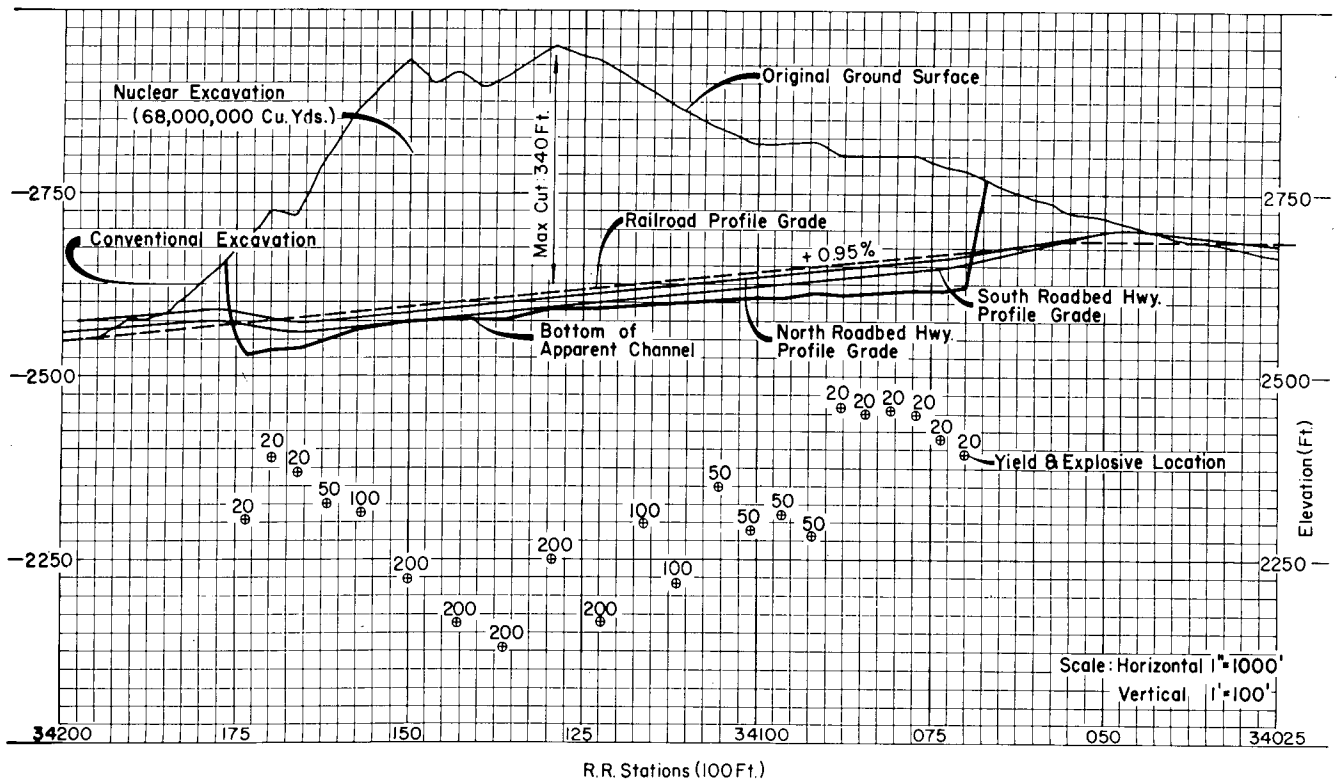 Original Ground Surface
Nuclear Excavation
(68,000,000 Cu. Yds.)
Max Cut: 340 Ft.
2750
2750
Conventional Excavation
Railroad Profile Grade
+ 0.95%
South Roadbed Hwy.
Profile Grade
Bottom of
Apparent Channel
North Roadbed Hwy.
Profile Grade
2500
2500
20
20
20
20
20
20
Yield & Explosive Location
20
20
20
50
100
50
50
100
50
50
Elevation (Ft.)
2250
2250
200
200
100
200
200
200
Scale: Horizontal 1"=1000'
Vertical 1'=100'
34200
175
150
125
34100
075
050
34025
R.R. Stations (100 Ft.)